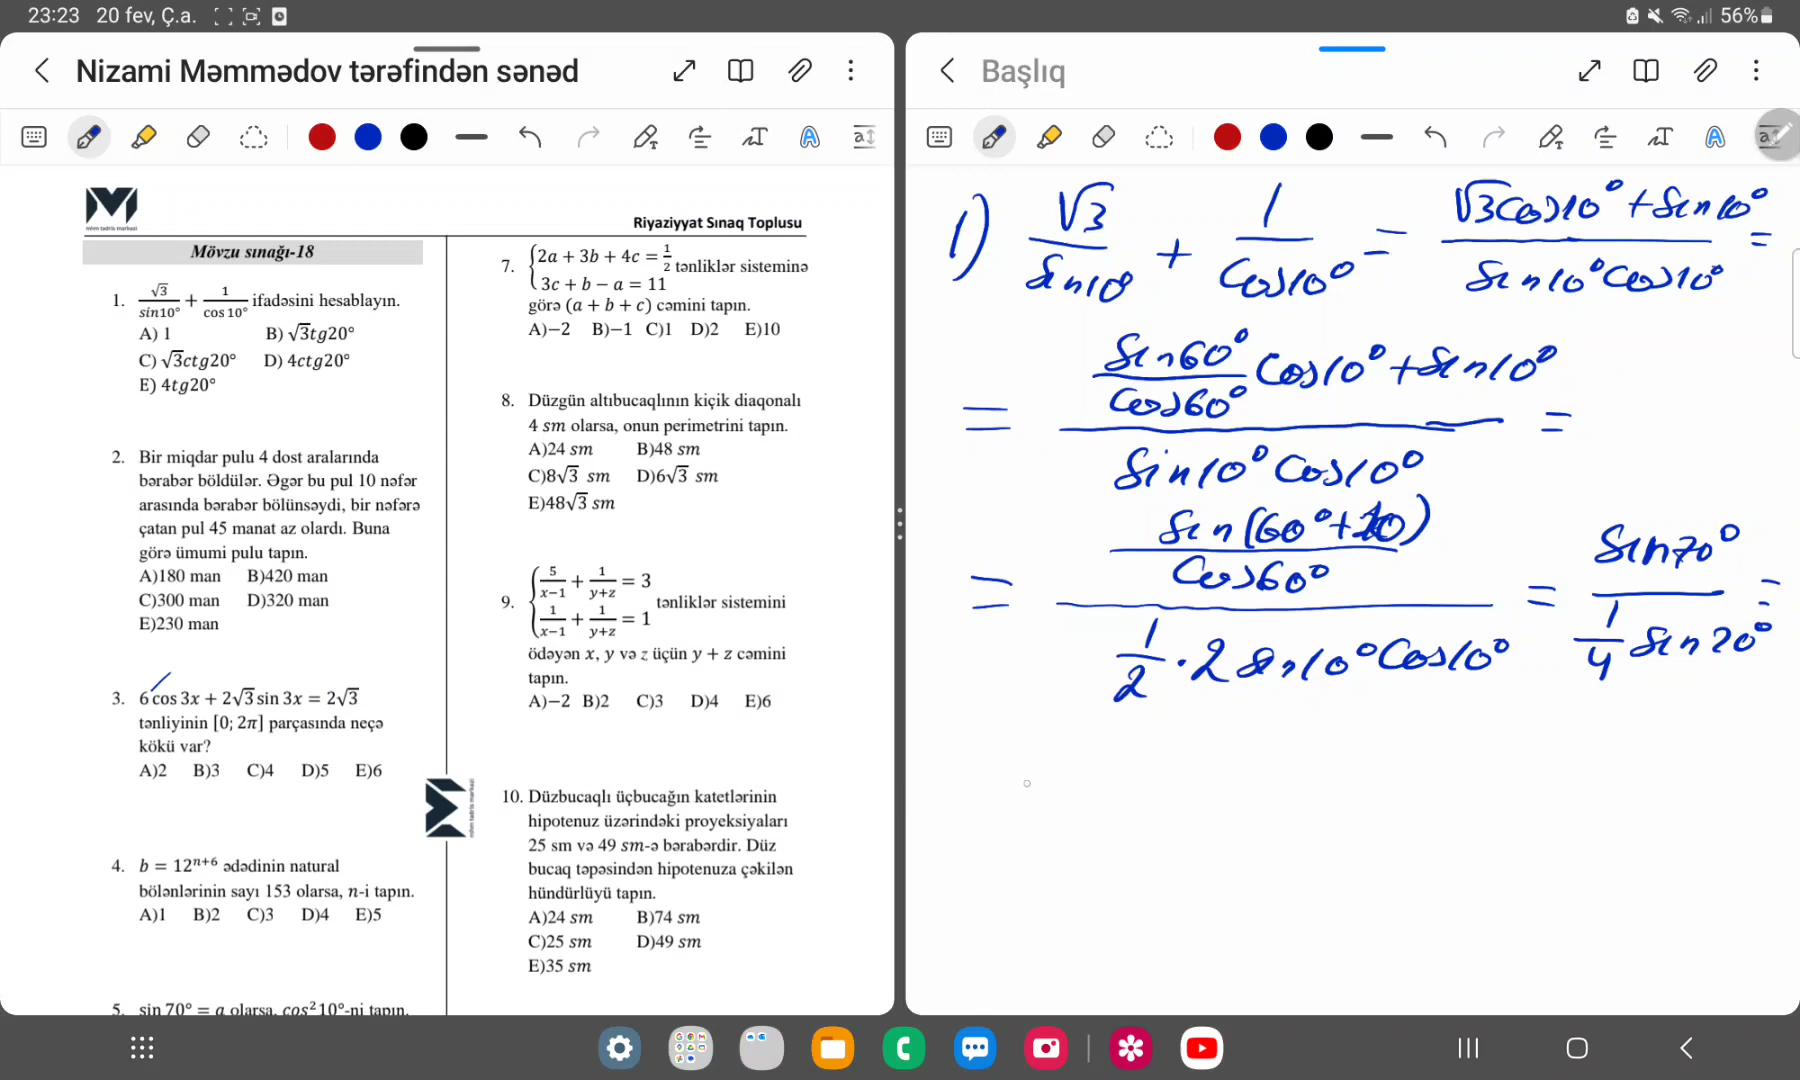 23:23 20 fev, Ç.a.
56%
Nizami Məmmədov tərəfindən sənəd
Riyaziyyat Sınaq Toplusu
Mövzu sınağı-18
1. √3/sin10° + 1/cos10° ifadəsini hesablayın.
A) 1 B) √3tg20°
C) √3ctg20° D) 4ctg20°
E) 4tg20°
2. Bir miqdar pulu 4 dost aralarında
bərabər böldülər. Əgər bu pul 10 nəfər
arasında bərabər bölünsəydi, bir nəfərə
çatan pul 45 manat az olardı. Buna
görə ümumi pulu tapın.
A)180 man B)420 man
C)300 man D)320 man
E)230 man
3. 6 cos 3x + 2√3 sin 3x = 2√3
tənliyinin [0; 2π] parçasında neçə
kökü var?
A)2 B)3 C)4 D)5 E)6
4. b = 12ⁿ⁺⁶ ədədinin natural
bölənlərinin sayı 153 olarsa, n-i tapın.
A)1 B)2 C)3 D)4 E)5
5. sin 70° = a olarsa, cos²10°-ni tapın.
7. {2a + 3b + 4c = 1/2
3c + b − a = 11 tənliklər sisteminə
görə (a + b + c) cəmini tapın.
A)−2 B)−1 C)1 D)2 E)10
8. Düzgün altıbucaqlının kiçik diaqonalı
4 sm olarsa, onun perimetrini tapın.
A)24 sm B)48 sm
C)8√3 sm D)6√3 sm
E)48√3 sm
9. {5/(x−1) + 1/(y+z) = 3
1/(x−1) + 1/(y+z) = 1 tənliklər sistemini
ödəyən x, y və z üçün y + z cəmini
tapın.
A)−2 B)2 C)3 D)4 E)6
10. Düzbucaqlı üçbucağın katetlərinin
hipotenuz üzərindəki proyeksiyaları
25 sm və 49 sm-ə bərabərdir. Düz
bucaq təpəsindən hipotenuza çəkilən
hündürlüyü tapın.
A)24 sm B)74 sm
C)25 sm D)49 sm
E)35 sm
Başlıq
1) √3/Sin10° + 1/Cos10° = (√3Cos10° + Sin10°)/(Sin10°Cos10°) =
= (Sin60°/Cos60° Cos10° + Sin10°)/(Sin10° Cos10°) =
= (Sin(60°+10)/Cos60°)/(1/2 · 2 Sin10°Cos10°) = Sin70°/(1/4 Sin20°) =